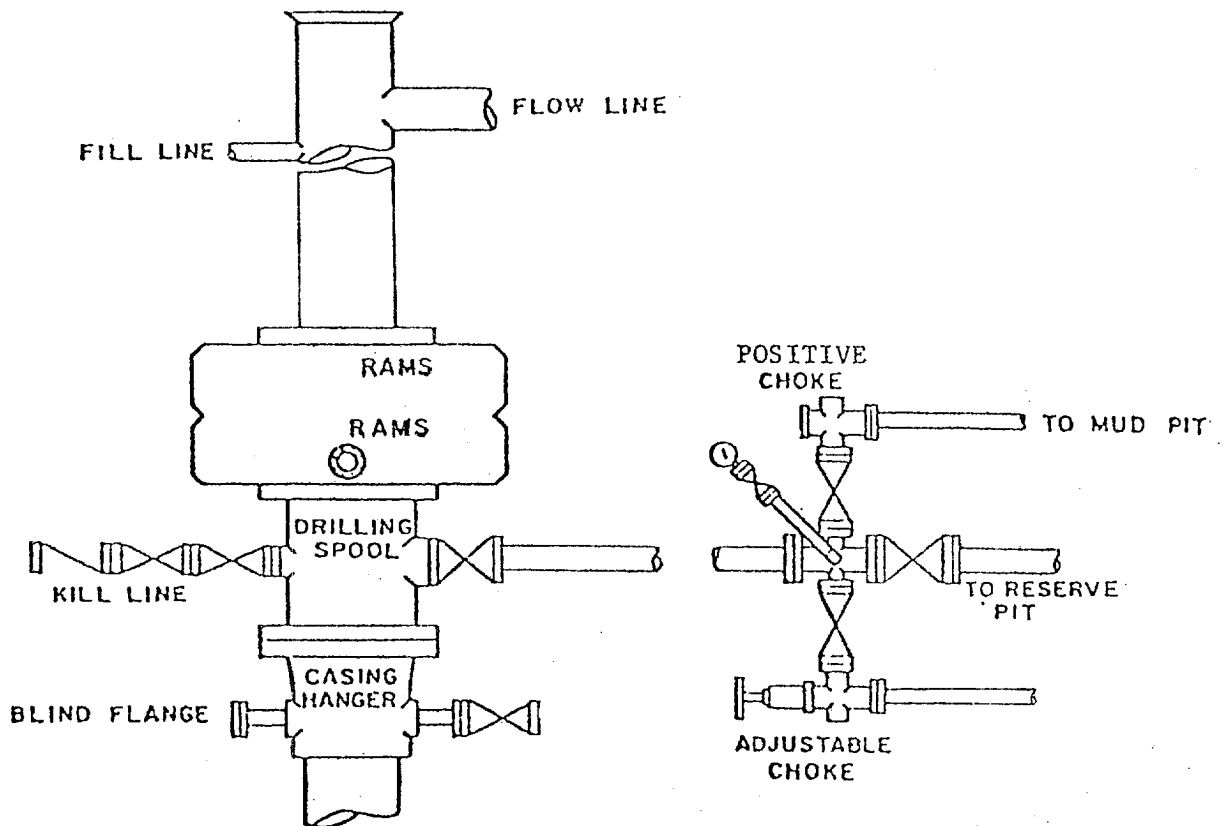 FLOW LINE
FILL LINE
RAMS
RAMS
DRILLING
SPOOL
KILL LINE
CASING
HANGER
BLIND FLANGE
POSITIVE
CHOKE
TO MUD PIT
TO RESERVE
PIT
ADJUSTABLE
CHOKE